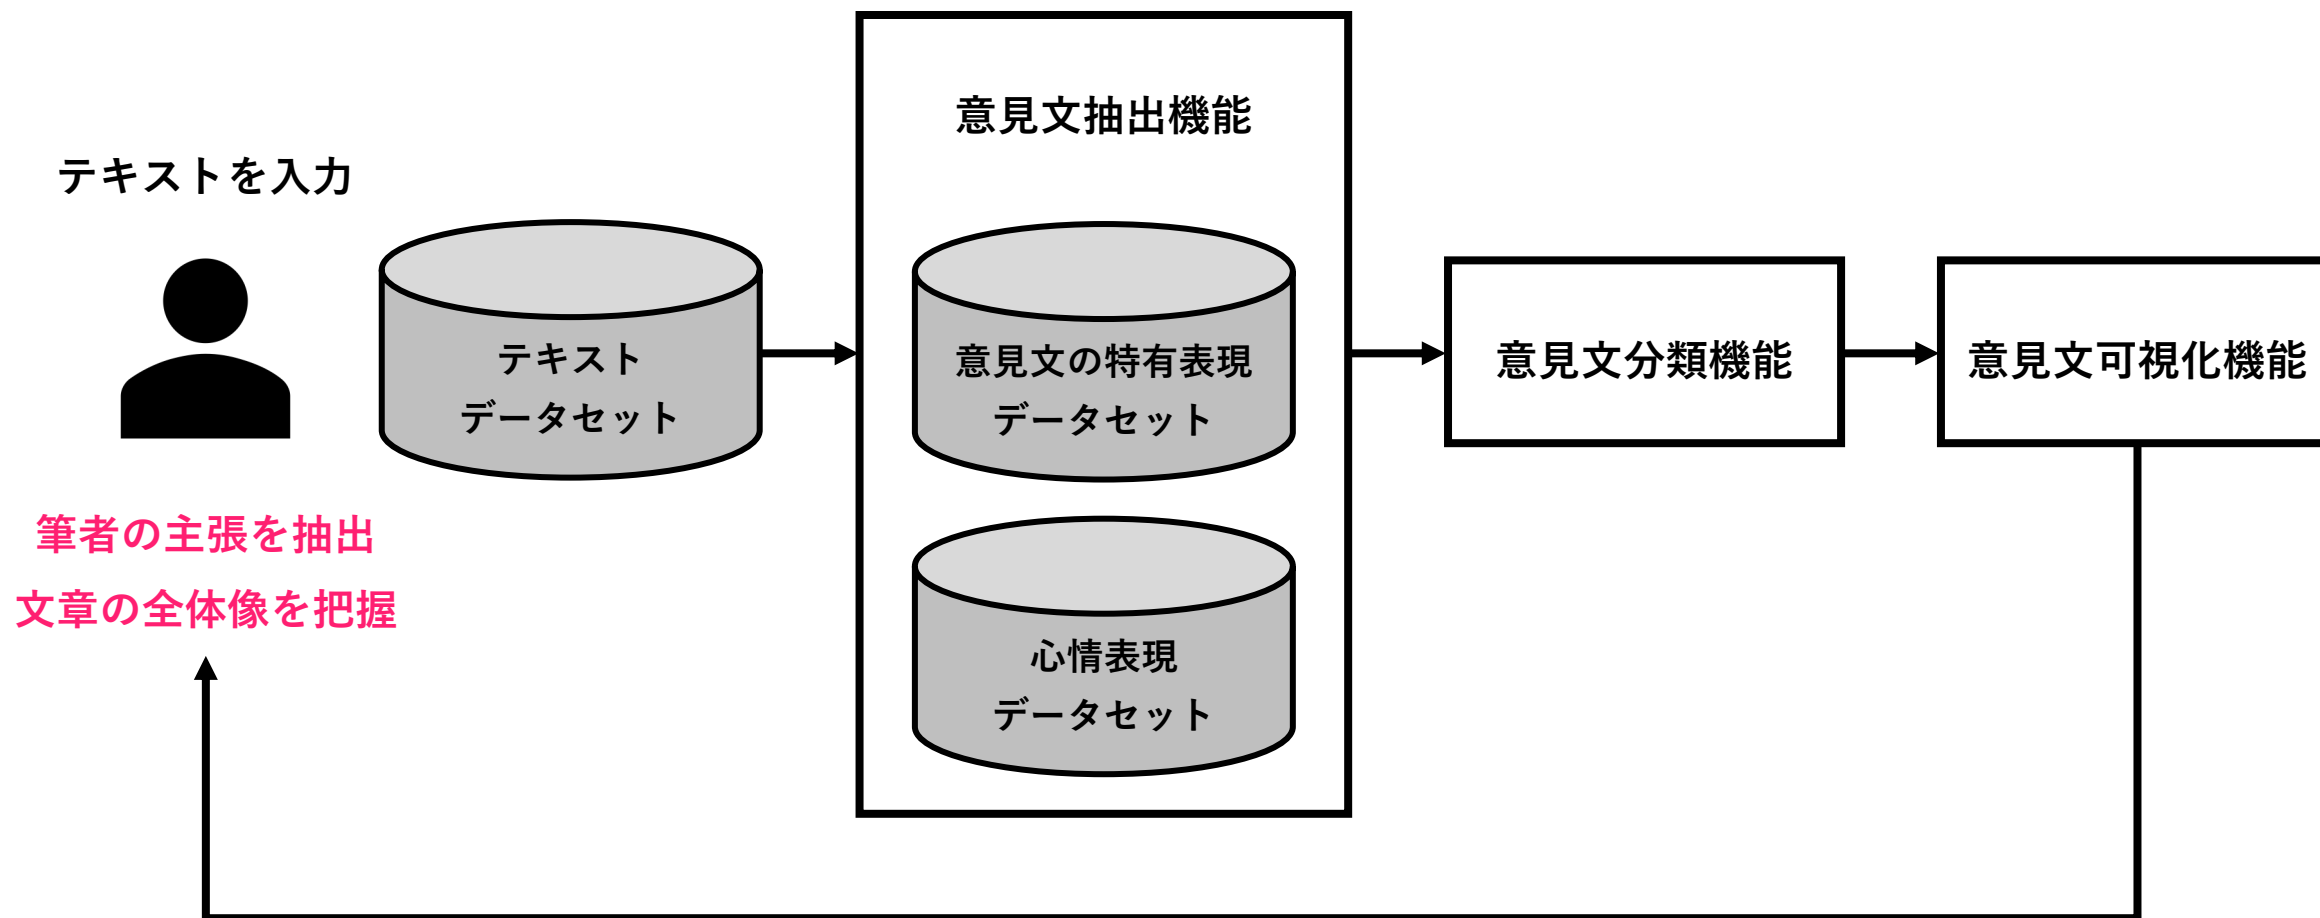 テキストを入力
筆者の主張を抽出
文章の全体像を把握
テキスト
データセット
意見文抽出機能
意見文の特有表現
データセット
心情表現
データセット
意見文分類機能
意見文可視化機能